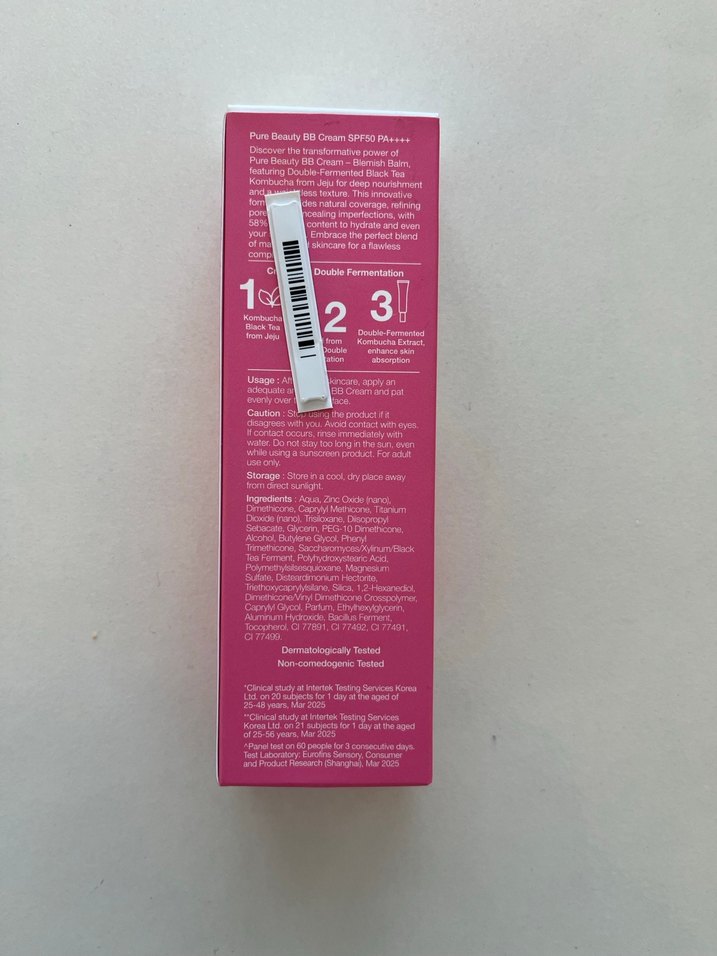 Pure Beauty BB Cream SPF50 PA++++
Discover the transformative power of
Pure Beauty BB Cream – Blemish Balm,
featuring Double-Fermented Black Tea
Kombucha from Jeju for deep nourishment
and a texture. This innovative
natural coverage, refining
concealing imperfections, with
58% content to hydrate and even
your Embrace the perfect blend
of skincare for a flawless
Double Fermentation
1
Kombucha
Black Tea
from Jeju
2
from
Double
3
Double-Fermented
Kombucha Extract,
enhance skin
absorption
Usage : skincare, apply an
adequate BB Cream and pat
evenly over face.
Caution : Stop using the product if it
disagrees with you. Avoid contact with eyes.
If contact occurs, rinse immediately with
water. Do not stay too long in the sun, even
while using a sunscreen product. For adult
use only.
Storage : Store in a cool, dry place away
from direct sunlight.
Ingredients : Aqua, Zinc Oxide (nano),
Dimethicone, Caprylyl Methicone, Titanium
Dioxide (nano), Trisiloxane, Diisopropyl
Sebacate, Glycerin, PEG-10 Dimethicone,
Alcohol, Butylene Glycol, Phenyl
Trimethicone, Saccharomyces/Xylinum/Black
Tea Ferment, Polyhydroxystearic Acid,
Polymethylsilsesquioxane, Magnesium
Sulfate, Disteardimonium Hectorite,
Triethoxycaprylylsilane, Silica, 1,2-Hexanediol,
Dimethicone/Vinyl Dimethicone Crosspolymer,
Caprylyl Glycol, Parfum, Ethylhexylglycerin,
Aluminum Hydroxide, Bacillus Ferment,
Tocopherol, CI 77891, CI 77492, CI 77491,
CI 77499.
Dermatologically Tested
Non-comedogenic Tested
*Clinical study at Intertek Testing Services Korea
Ltd. on 20 subjects for 1 day at the aged of
25-48 years, Mar 2025
**Clinical study at Intertek Testing Services
Korea Ltd. on 21 subjects for 1 day at the aged
of 25-56 years, Mar 2025
^Panel test on 60 people for 3 consecutive days.
Test Laboratory: Eurofins Sensory, Consumer
and Product Research (Shanghai), Mar 2025